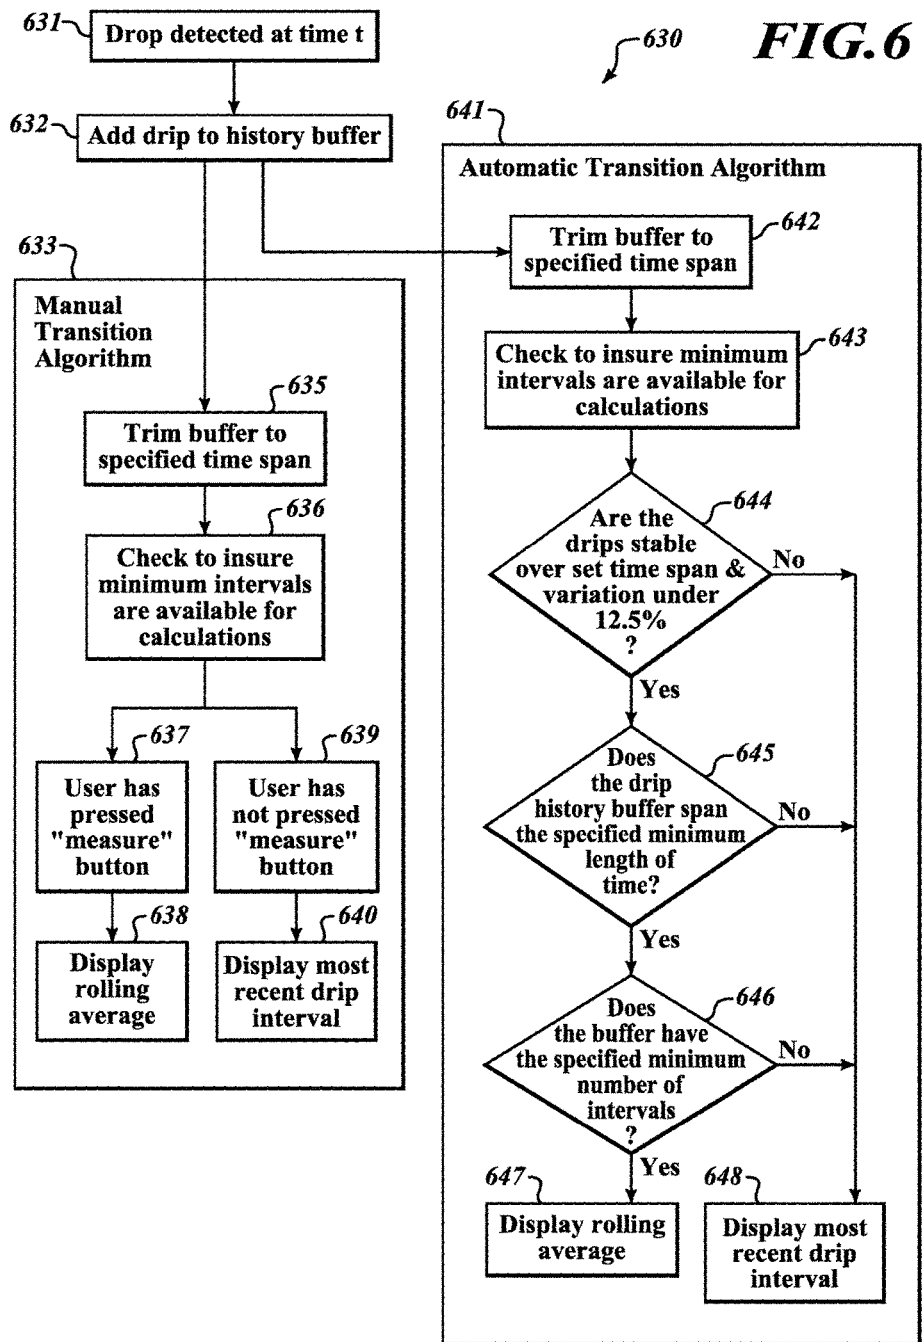 FIG.6
630
631
Drop detected at time t
632
Add drip to history buffer
633
Manual
Transition
Algorithm
635
Trim buffer to
specified time span
636
Check to insure
minimum intervals
are available for
calculations
637
User has
pressed
"measure"
button
639
User has
not pressed
"measure"
button
638
Display
rolling
average
640
Display most
recent drip
interval
641
Automatic Transition Algorithm
642
Trim buffer to
specified time span
643
Check to insure minimum
intervals are available for
calculations
644
Are the
drips stable
over set time span &
variation under
12.5%
?
No
Yes
645
Does
the drip
history buffer span
the specified minimum
length of
time?
No
Yes
646
Does
the buffer have
the specified minimum
number of
intervals
?
No
Yes
647
Display rolling
average
648
Display most
recent drip
interval